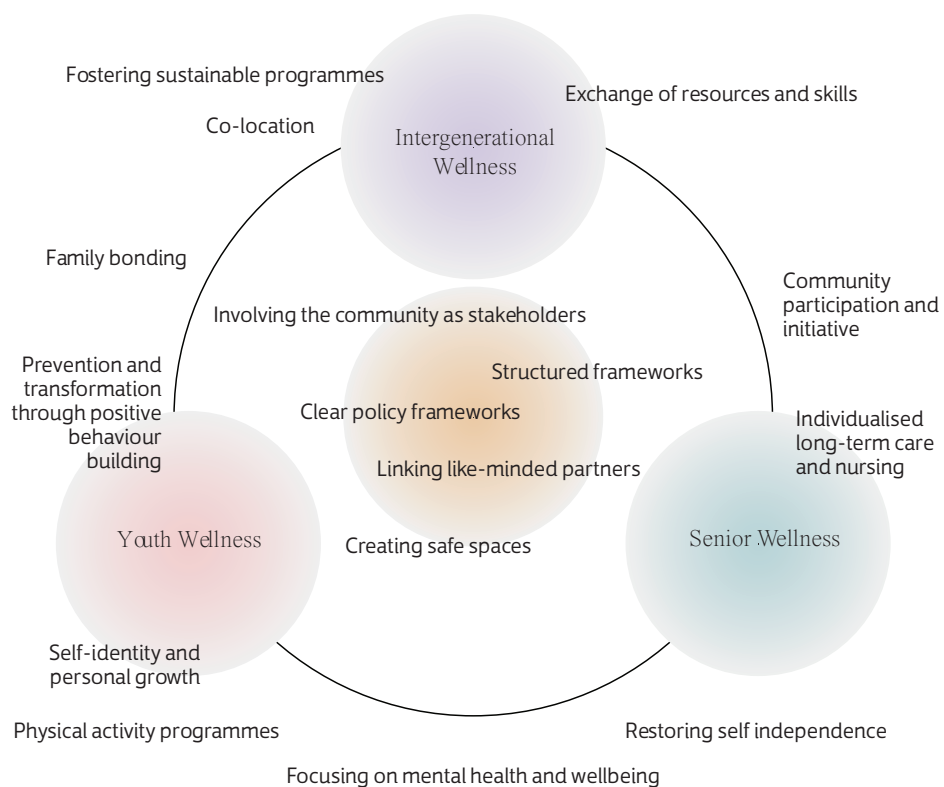 Fostering sustainable programmes
Exchange of resources and skills
Co-location
Intergenerational
Wellness
Family bonding
Community
participation and
initiative
Involving the community as stakeholders
Structured frameworks
Prevention and
transformation
through positive
behaviour
building
Clear policy frameworks
Individualised
long-term care
and nursing
Linking like-minded partners
Youth Wellness
Senior Wellness
Creating safe spaces
Self-identity and
personal growth
Physical activity programmes
Restoring self independence
Focusing on mental health and wellbeing